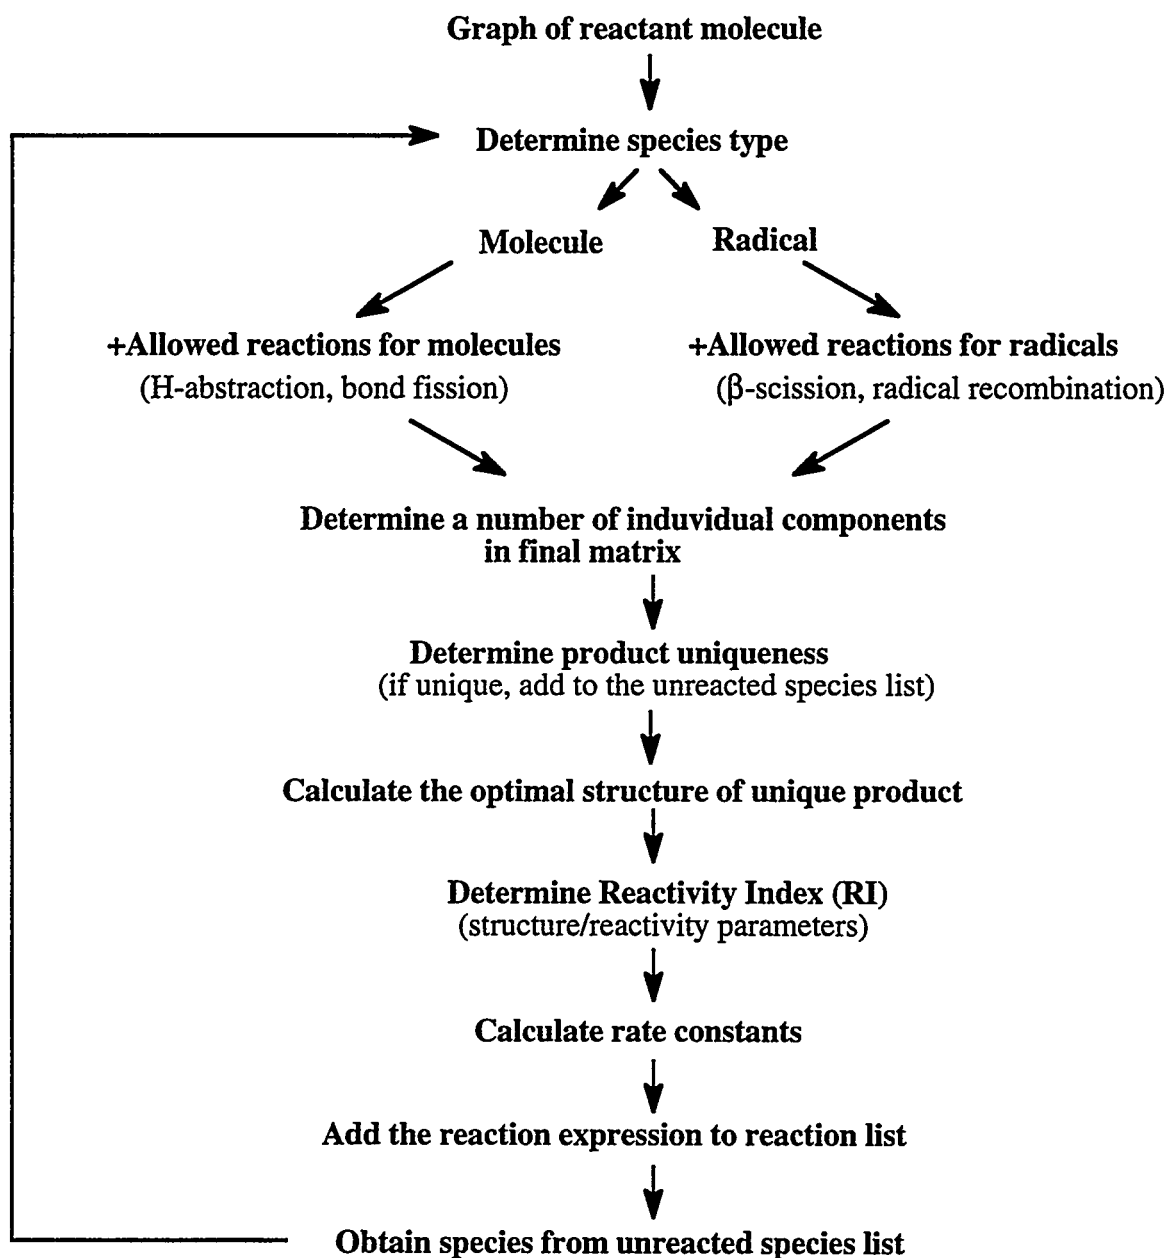 Graph of reactant molecule
Determine species type
Molecule
Radical
+Allowed reactions for molecules
(H-abstraction, bond fission)
+Allowed reactions for radicals
(β-scission, radical recombination)
Determine a number of induvidual components
in final matrix
Determine product uniqueness
(if unique, add to the unreacted species list)
Calculate the optimal structure of unique product
Determine Reactivity Index (RI)
(structure/reactivity parameters)
Calculate rate constants
Add the reaction expression to reaction list
Obtain species from unreacted species list